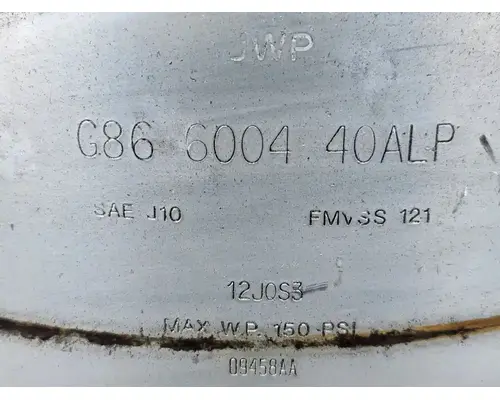 JWP
G86 6004 40ALP
SAE J10 FMVSS 121
12J0S3
MAX W.P. 150 PSI
09458AA